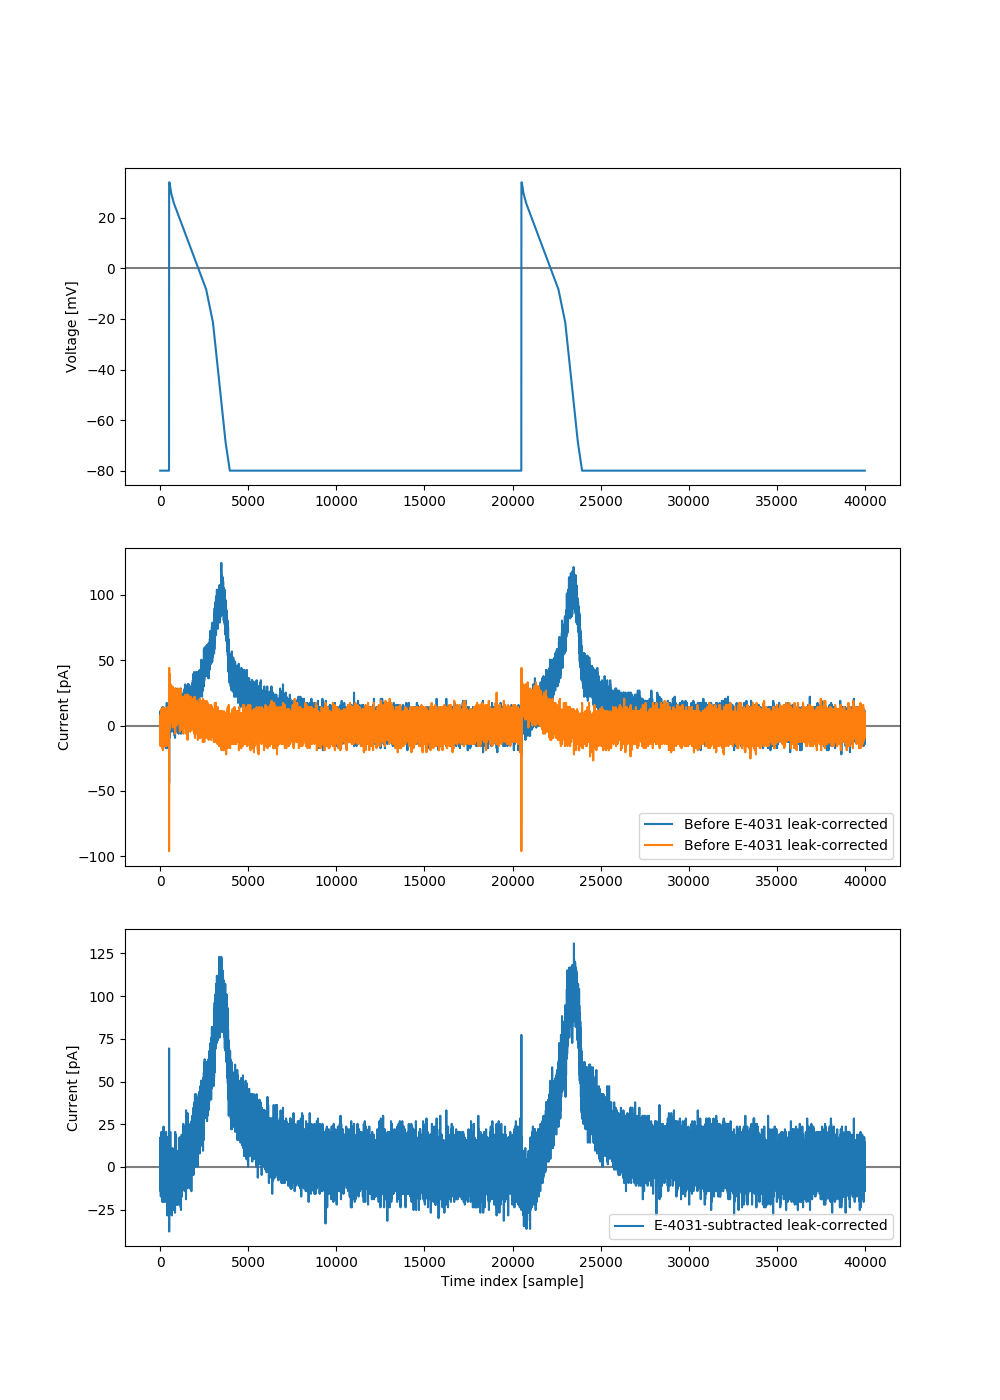 20
0
−20
−40
−60
−80
Voltage [mV]
0 5000 10000 15000 20000 25000 30000 35000 40000
100
50
0
−50
−100
Current [pA]
Before E-4031 leak-corrected
Before E-4031 leak-corrected
0 5000 10000 15000 20000 25000 30000 35000 40000
125
100
75
50
25
0
−25
Current [pA]
E-4031-subtracted leak-corrected
0 5000 10000 15000 20000 25000 30000 35000 40000
Time index [sample]